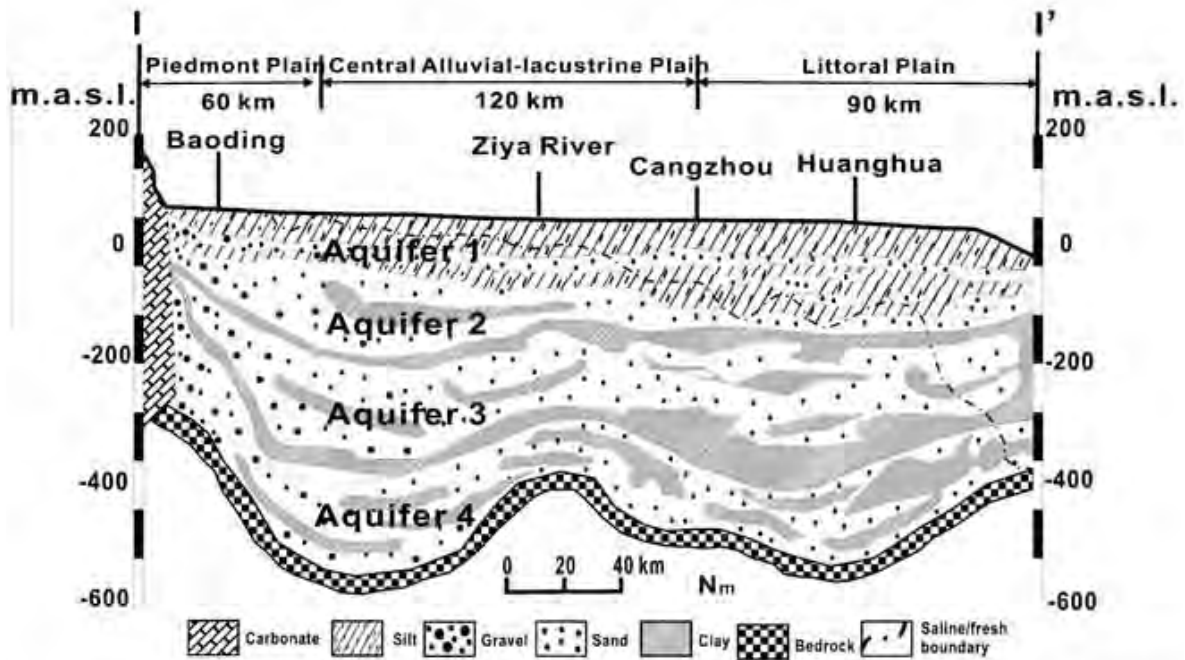 I I’
Piedmont Plain Central Alluvial-lacustrine Plain Littoral Plain
m.a.s.l. 60 km 120 km 90 km m.a.s.l.
200 200
Baoding Ziya River Cangzhou Huanghua
0 0
Aquifer 1
Aquifer 2
-200 -200
Aquifer 3
-400 -400
Aquifer 4
0 20 40 km Nm
-600 -600
Carbonate Silt Gravel Sand Clay Bedrock Saline/fresh
boundary